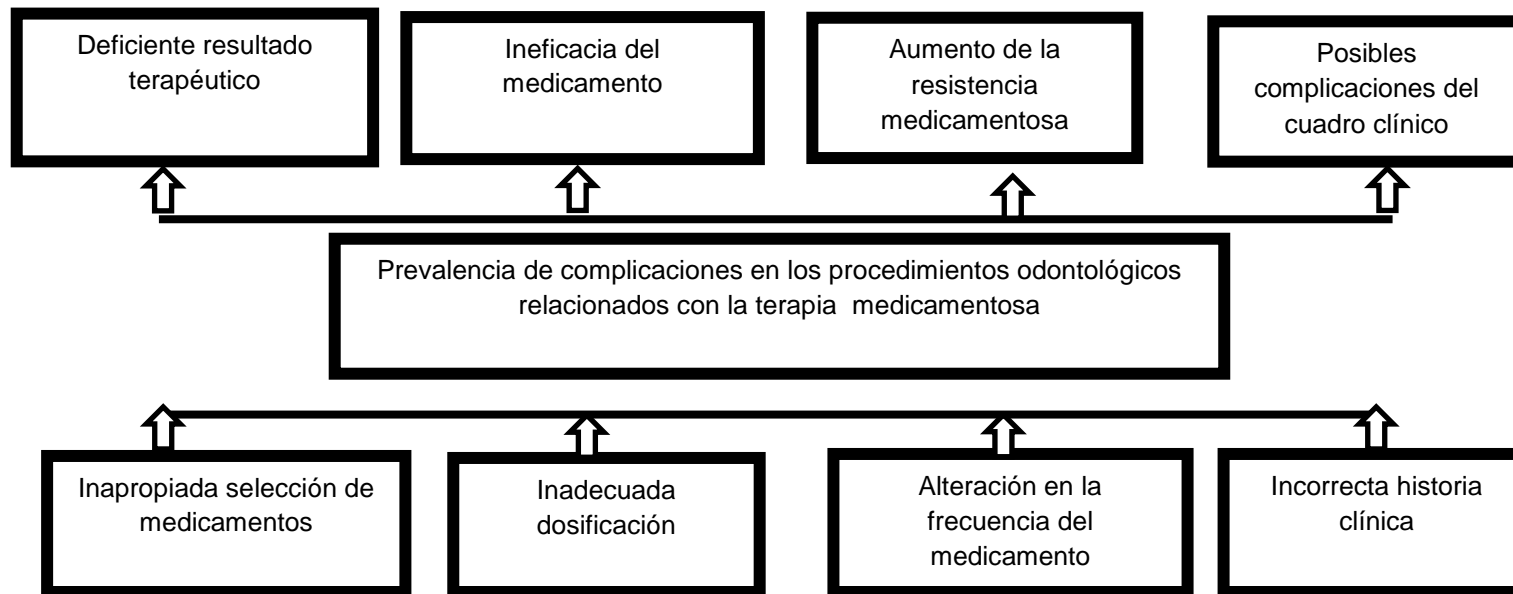 Deficiente resultado
terapéutico
Ineficacia del
medicamento
Aumento de la
resistencia
medicamentosa
Posibles
complicaciones del
cuadro clínico
Prevalencia de complicaciones en los procedimientos odontológicos
relacionados con la terapia medicamentosa
Inapropiada selección de
medicamentos
Inadecuada
dosificación
Alteración en la
frecuencia del
medicamento
Incorrecta historia
clínica